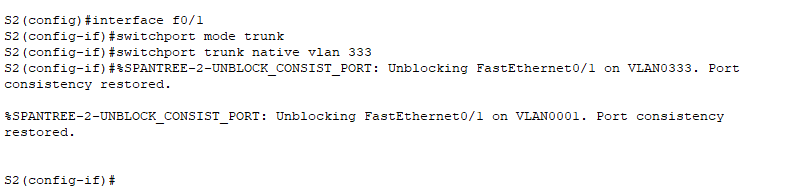 S2(config)#interface f0/1
S2(config-if)#switchport mode trunk
S2(config-if)#switchport trunk native vlan 333
S2(config-if)#%SPANTREE-2-UNBLOCK_CONSIST_PORT: Unblocking FastEthernet0/1 on VLAN0333. Port
consistency restored.
%SPANTREE-2-UNBLOCK_CONSIST_PORT: Unblocking FastEthernet0/1 on VLAN0001. Port consistency
restored.
S2(config-if)#